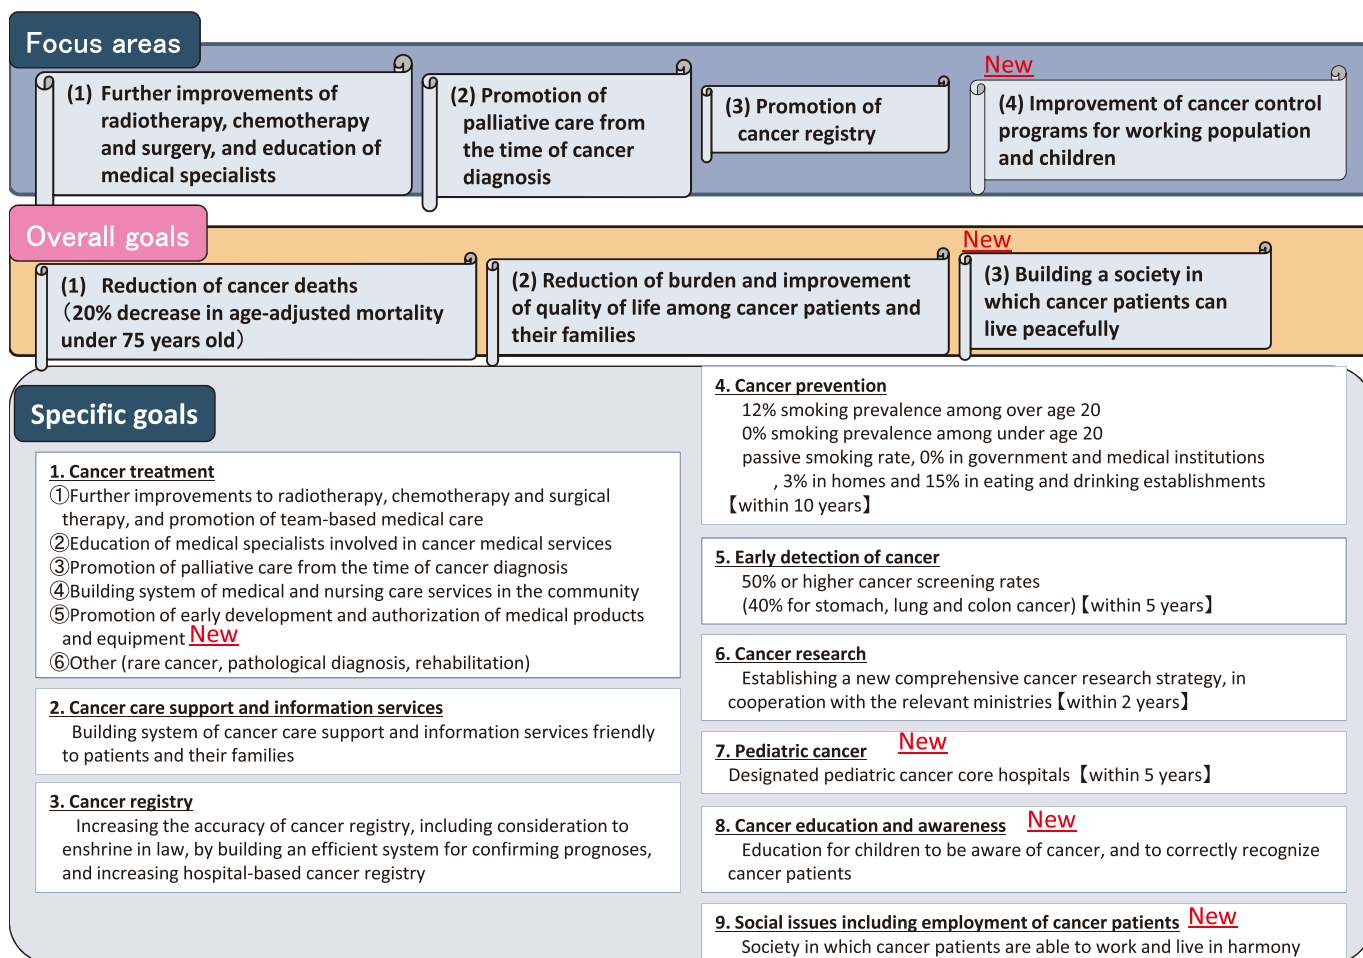 Focus areas
(1) Further improvements of
radiotherapy, chemotherapy
and surgery, and education of
medical specialists
(2) Promotion of
palliative care from
the time of cancer
diagnosis
(3) Promotion of
cancer registry
New
(4) Improvement of cancer control
programs for working population
and children
Overall goals
(1) Reduction of cancer deaths
（20% decrease in age-adjusted mortality
under 75 years old）
(2) Reduction of burden and improvement
of quality of life among cancer patients and
their families
New
(3) Building a society in
which cancer patients can
live peacefully
Specific goals
1. Cancer treatment
①Further improvements to radiotherapy, chemotherapy and surgical
therapy, and promotion of team-based medical care
②Education of medical specialists involved in cancer medical services
③Promotion of palliative care from the time of cancer diagnosis
④Building system of medical and nursing care services in the community
⑤Promotion of early development and authorization of medical products
and equipment New
⑥Other (rare cancer, pathological diagnosis, rehabilitation)
2. Cancer care support and information services
Building system of cancer care support and information services friendly
to patients and their families
3. Cancer registry
Increasing the accuracy of cancer registry, including consideration to
enshrine in law, by building an efficient system for confirming prognoses,
and increasing hospital-based cancer registry
4. Cancer prevention
12% smoking prevalence among over age 20
0% smoking prevalence among under age 20
passive smoking rate, 0% in government and medical institutions
, 3% in homes and 15% in eating and drinking establishments
【within 10 years】
5. Early detection of cancer
50% or higher cancer screening rates
(40% for stomach, lung and colon cancer)【within 5 years】
6. Cancer research
Establishing a new comprehensive cancer research strategy, in
cooperation with the relevant ministries【within 2 years】
7. Pediatric cancer New
Designated pediatric cancer core hospitals【within 5 years】
8. Cancer education and awareness New
Education for children to be aware of cancer, and to correctly recognize
cancer patients
9. Social issues including employment of cancer patients New
Society in which cancer patients are able to work and live in harmony